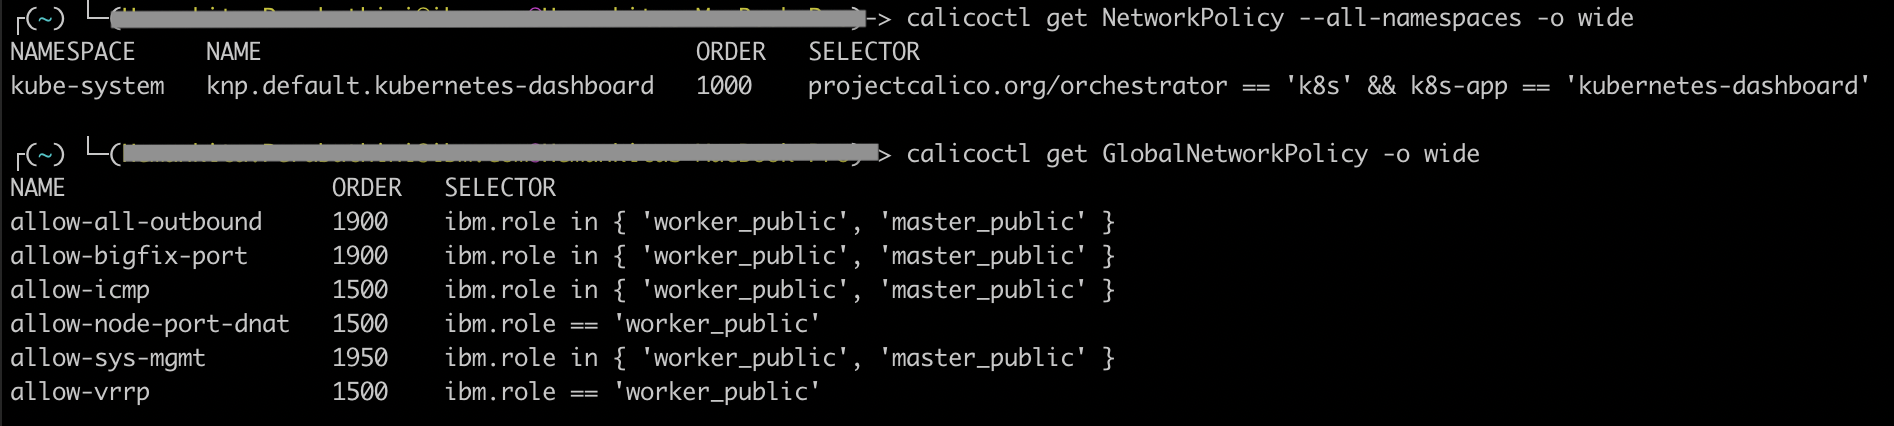 ┌(~) └─( -> calicoctl get NetworkPolicy --all-namespaces -o wide
NAMESPACE NAME ORDER SELECTOR
kube-system knp.default.kubernetes-dashboard 1000 projectcalico.org/orchestrator == 'k8s' && k8s-app == 'kubernetes-dashboard'
┌(~) └─( > calicoctl get GlobalNetworkPolicy -o wide
NAME ORDER SELECTOR
allow-all-outbound 1900 ibm.role in { 'worker_public', 'master_public' }
allow-bigfix-port 1900 ibm.role in { 'worker_public', 'master_public' }
allow-icmp 1500 ibm.role in { 'worker_public', 'master_public' }
allow-node-port-dnat 1500 ibm.role == 'worker_public'
allow-sys-mgmt 1950 ibm.role in { 'worker_public', 'master_public' }
allow-vrrp 1500 ibm.role == 'worker_public'